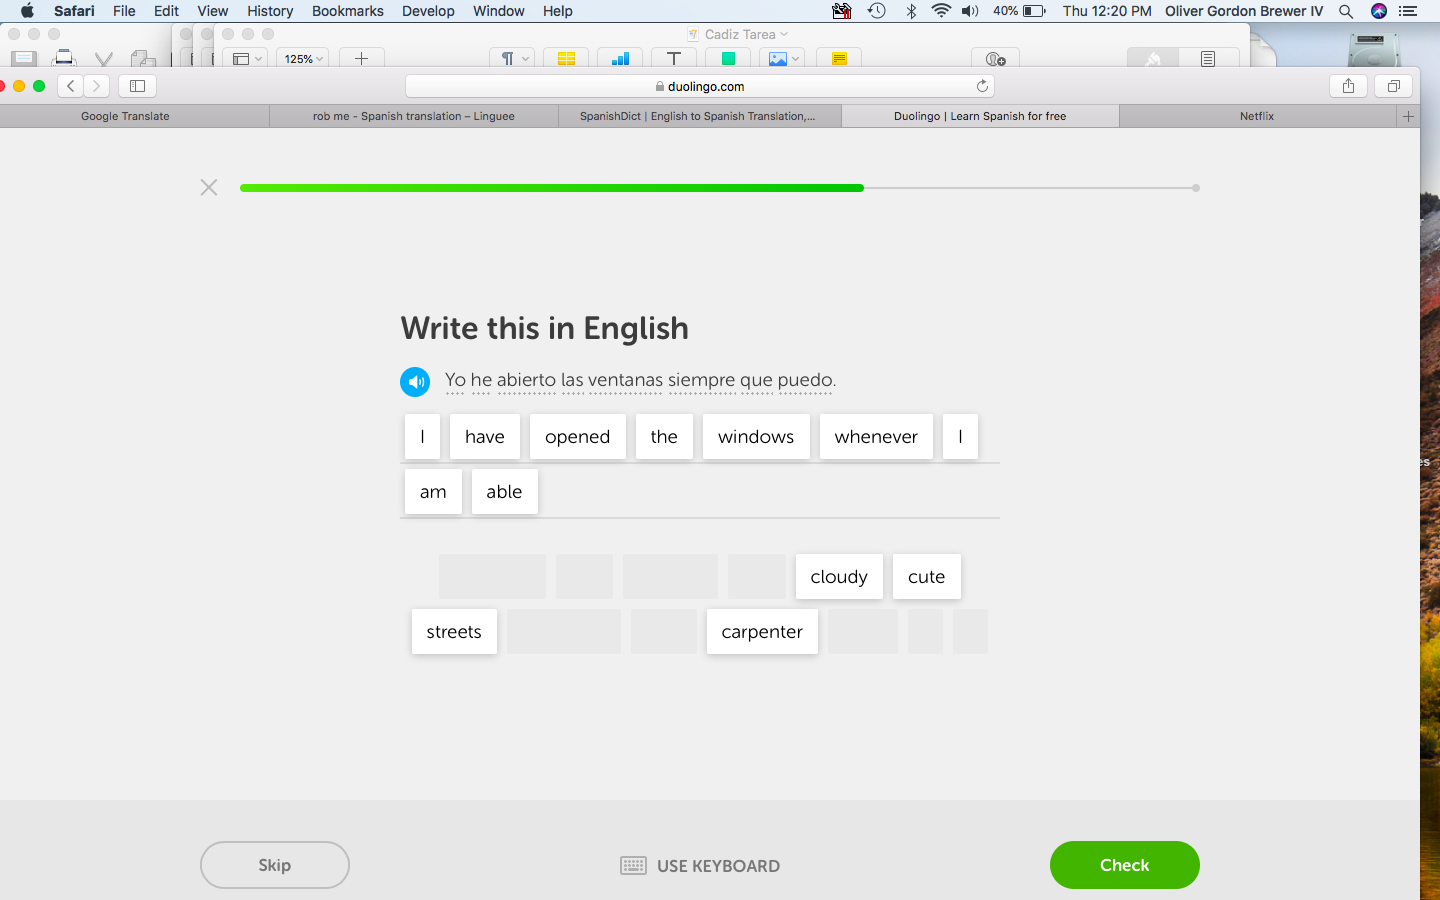 Safari File Edit View History Bookmarks Develop Window Help 40% Thu 12:20 PM Oliver Gordon Brewer IV
Cadiz Tarea
125%
duolingo.com
Google Translate rob me - Spanish translation – Linguee SpanishDict | English to Spanish Translation,... Duolingo | Learn Spanish for free Netflix
Write this in English
Yo he abierto las ventanas siempre que puedo.
I have opened the windows whenever I
am able
cloudy cute
streets carpenter
Skip USE KEYBOARD Check